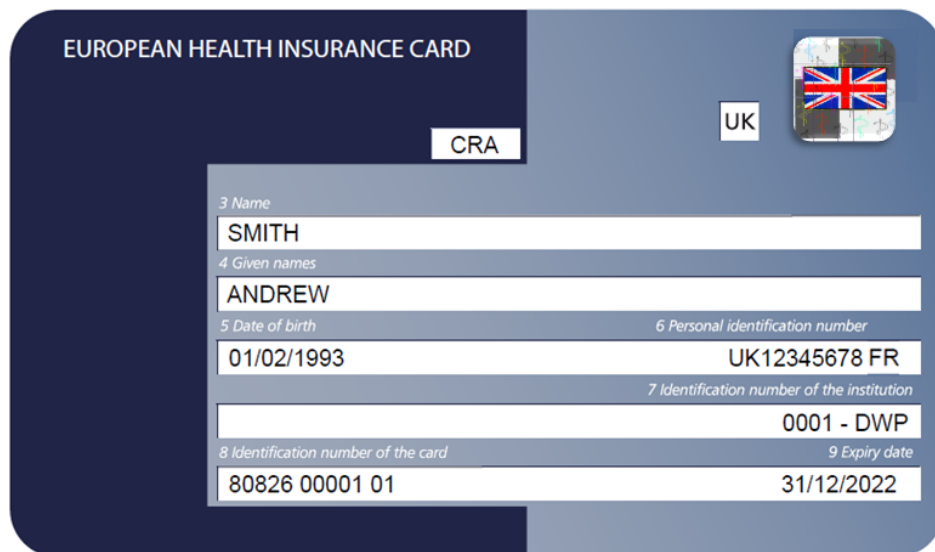 EUROPEAN HEALTH INSURANCE CARD
UK
CRA
3 Name
SMITH
4 Given names
ANDREW
5 Date of birth 6 Personal identification number
01/02/1993 UK12345678 FR
7 Identification number of the institution
0001 - DWP
8 Identification number of the card 9 Expiry date
80826 00001 01 31/12/2022